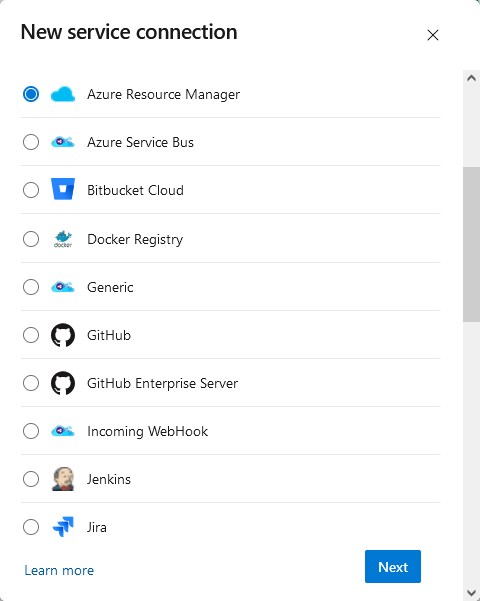 New service connection
Azure Resource Manager
Azure Service Bus
Bitbucket Cloud
docker
Docker Registry
Generic
GitHub
GitHub Enterprise Server
Incoming WebHook
Jenkins
Jira
Learn more
Next